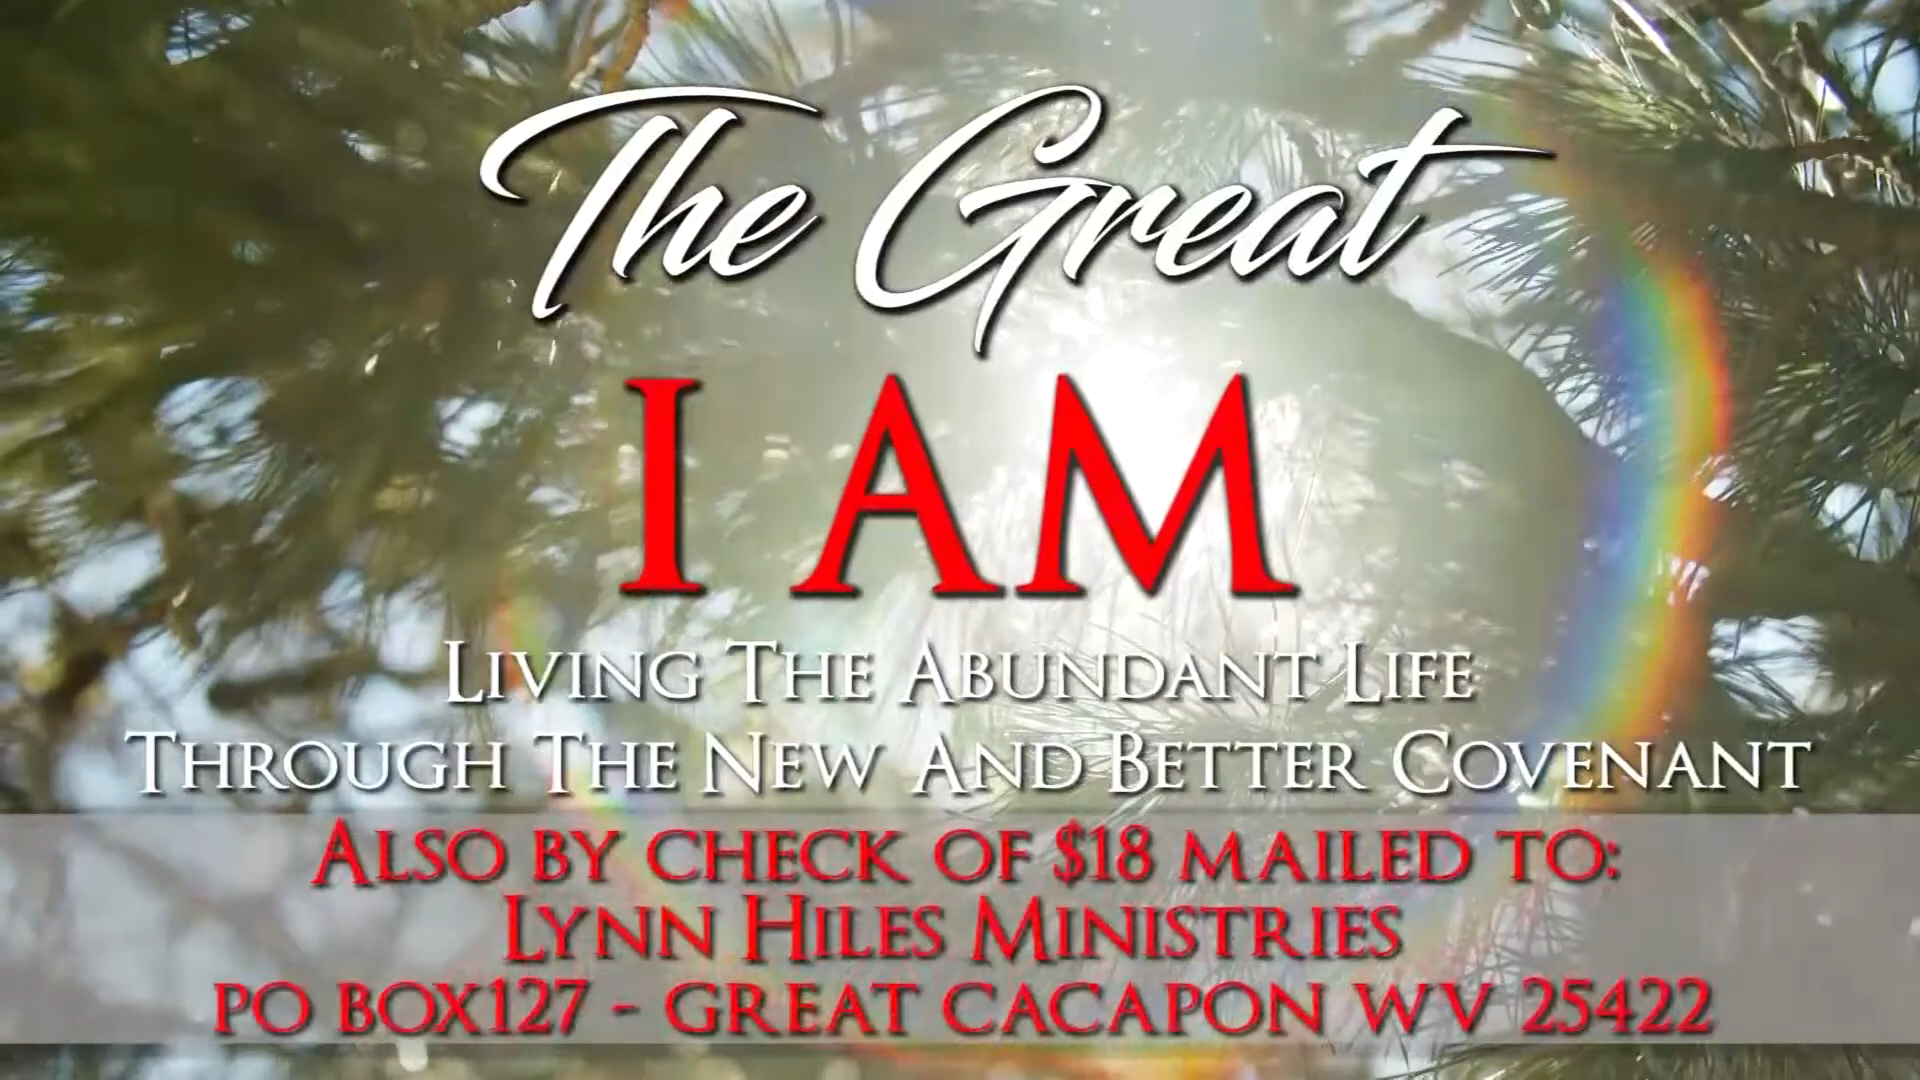 The Great
I AM
Living The Abundant Life
Through The New And Better Covenant
Also by check of $18 mailed to:
Lynn Hiles Ministries
PO BOX127 - GREAT CACAPON WV 25422